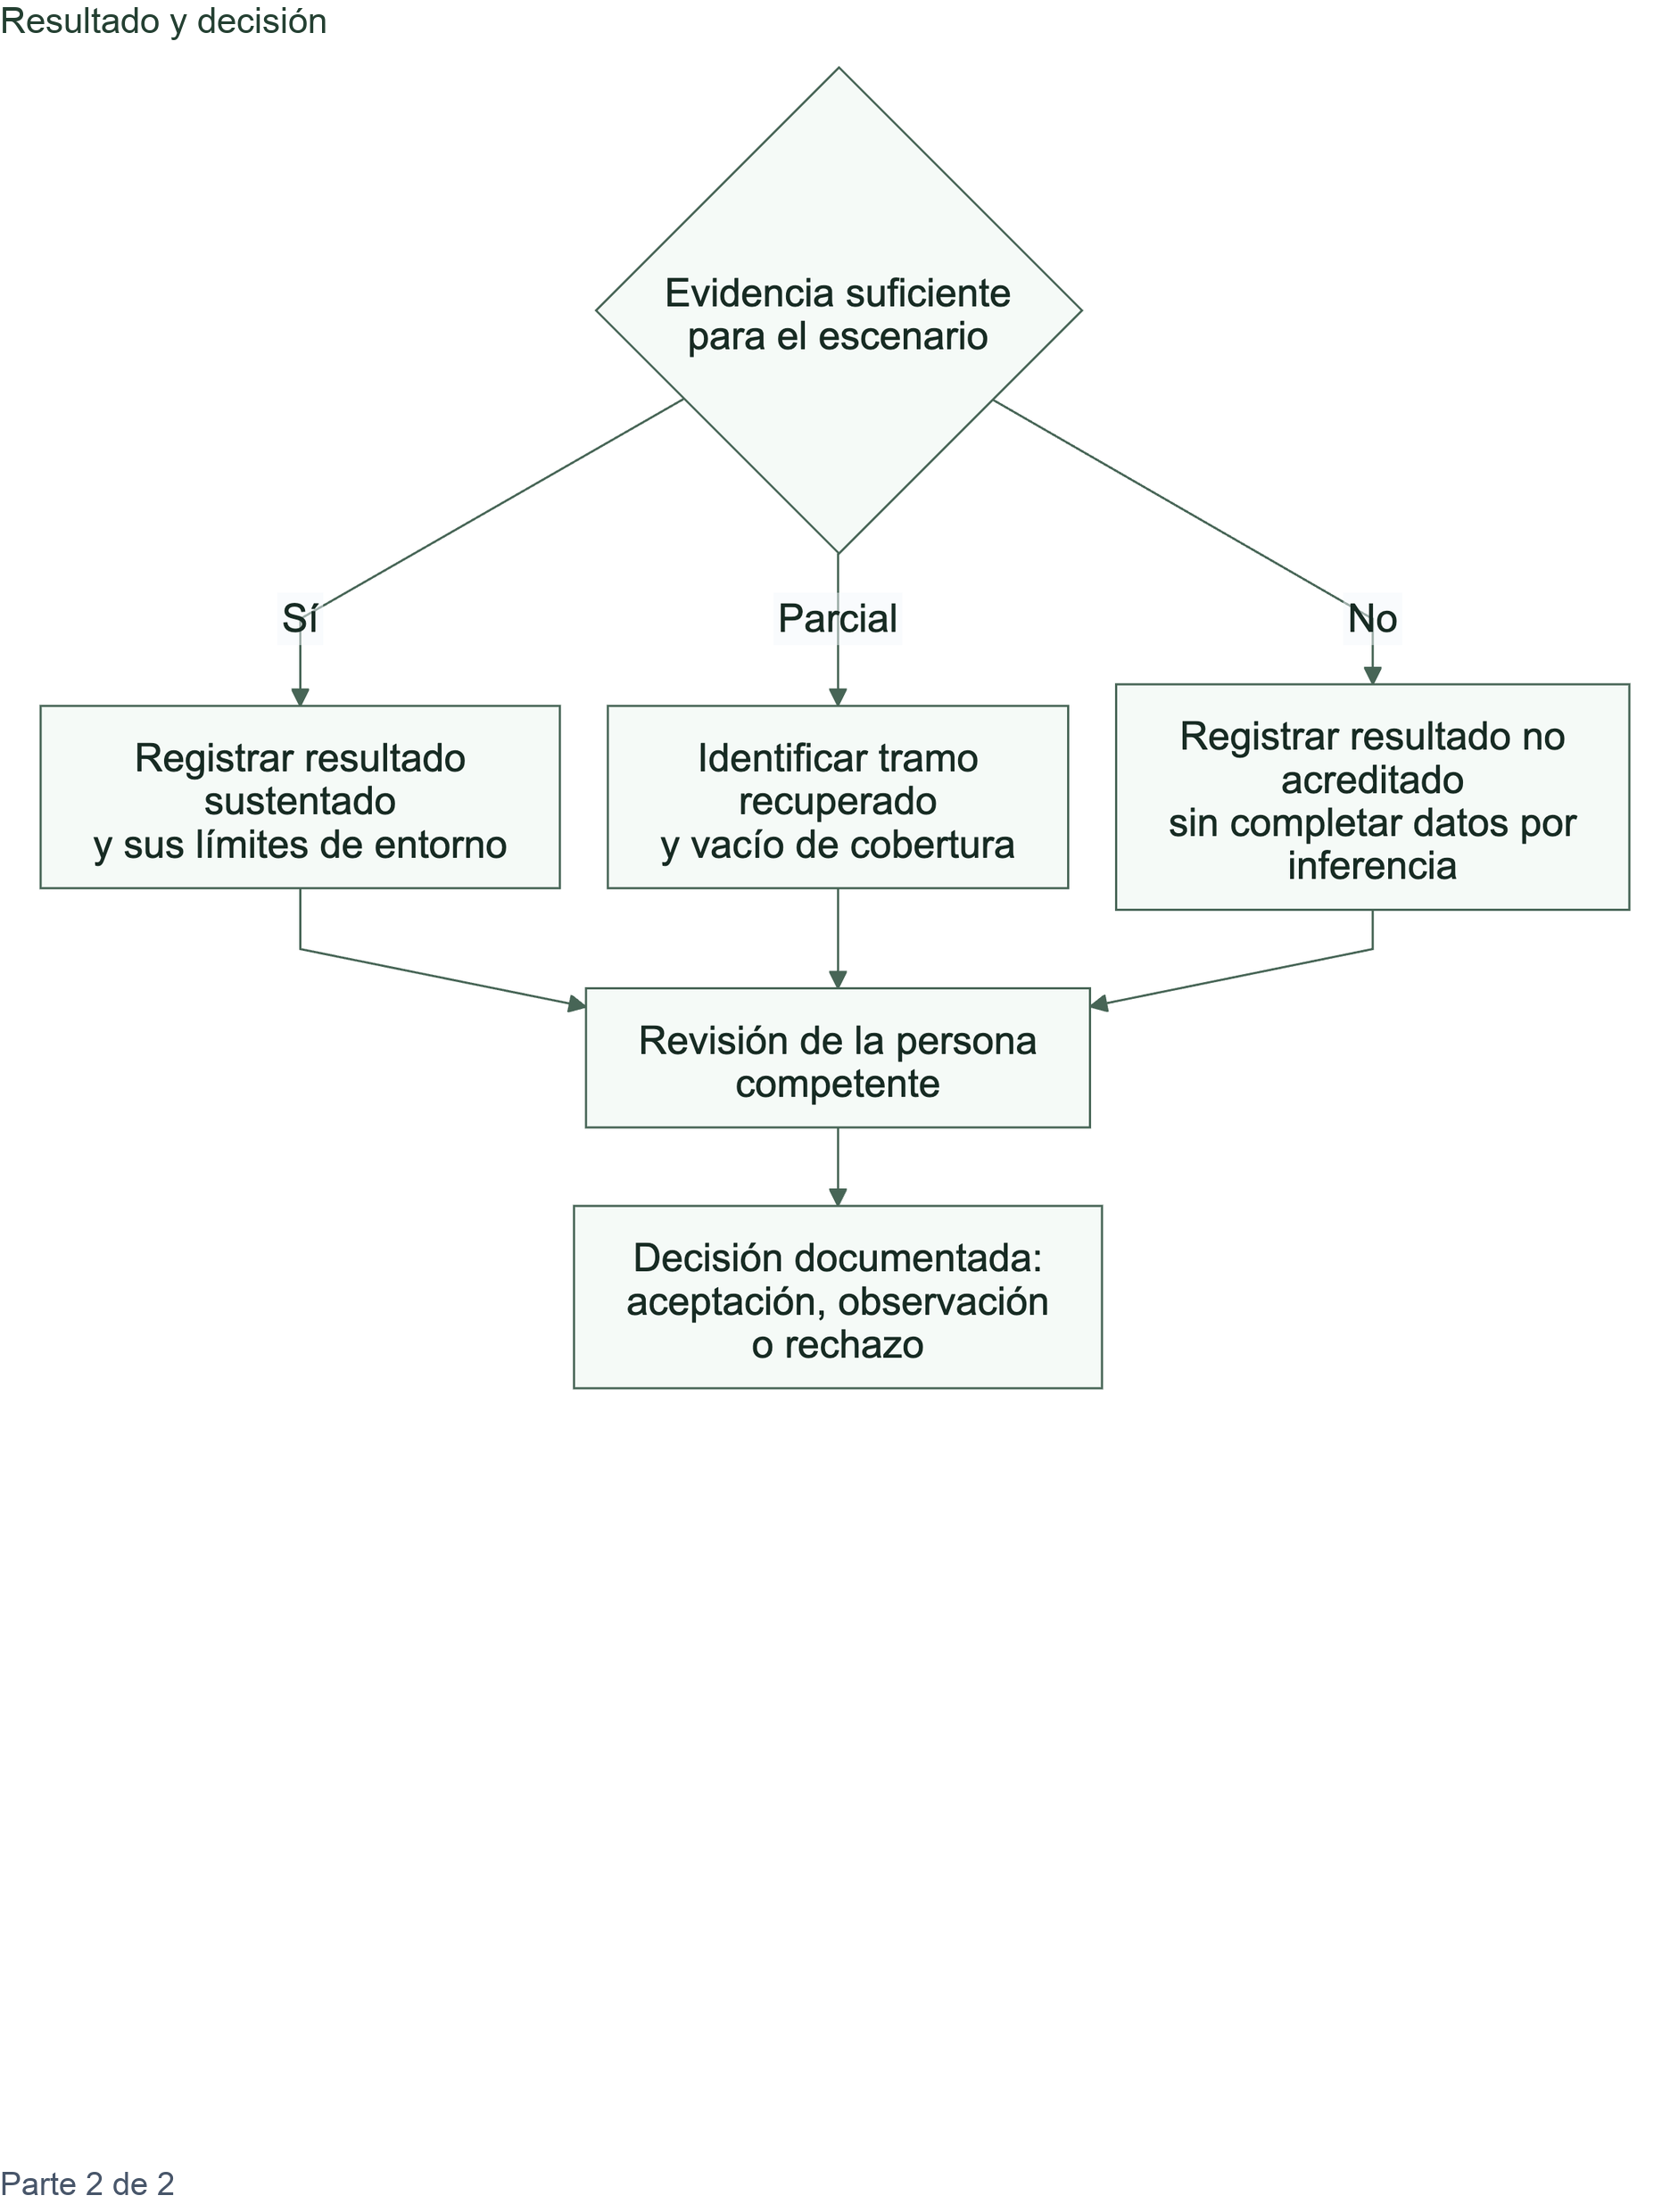 Resultado y decisión
Evidencia suficiente
para el escenario
Sí
Parcial
No
Registrar resultado
sustentado
y sus límites de entorno
Identificar tramo
recuperado
y vacío de cobertura
Registrar resultado no
acreditado
sin completar datos por
inferencia
Revisión de la persona
competente
Decisión documentada:
aceptación, observación
o rechazo
Parte 2 de 2